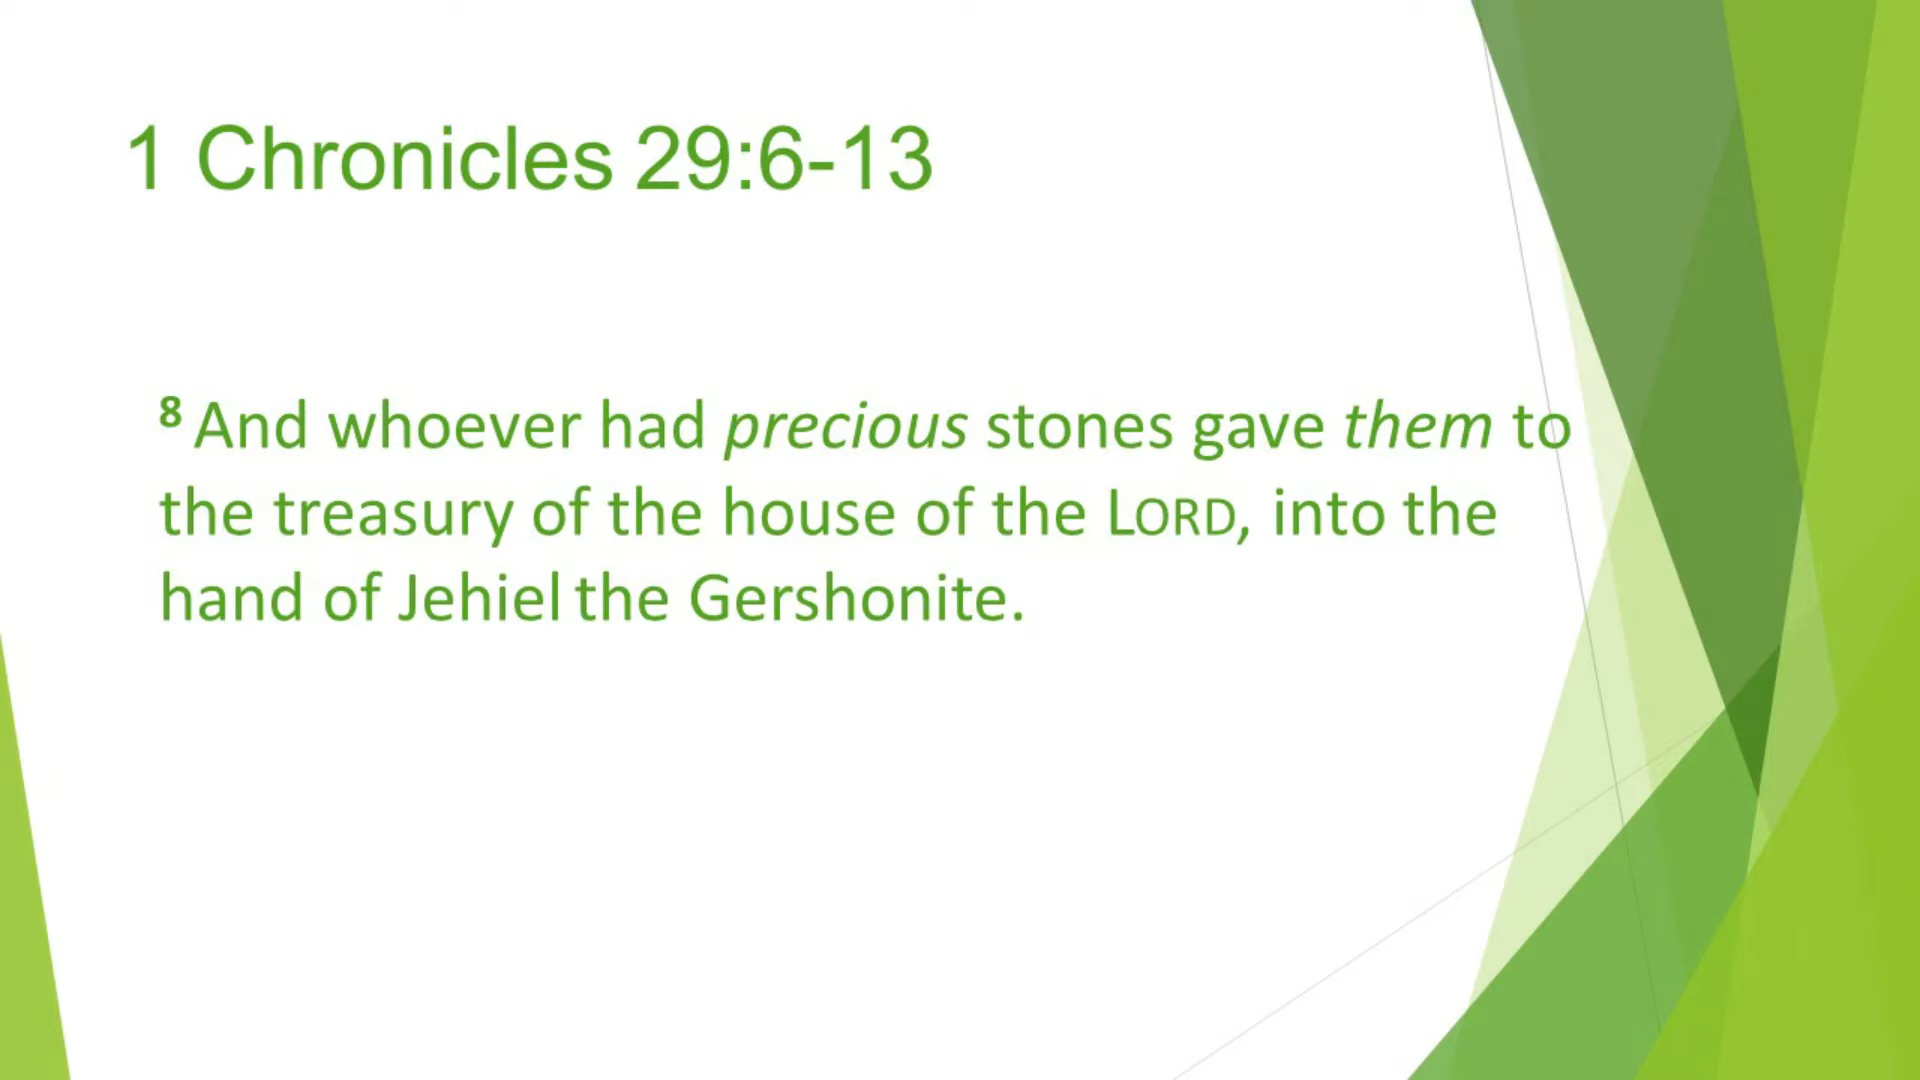 1 Chronicles 29:6-13
8 And whoever had precious stones gave them to
the treasury of the house of the LORD, into the
hand of Jehiel the Gershonite.